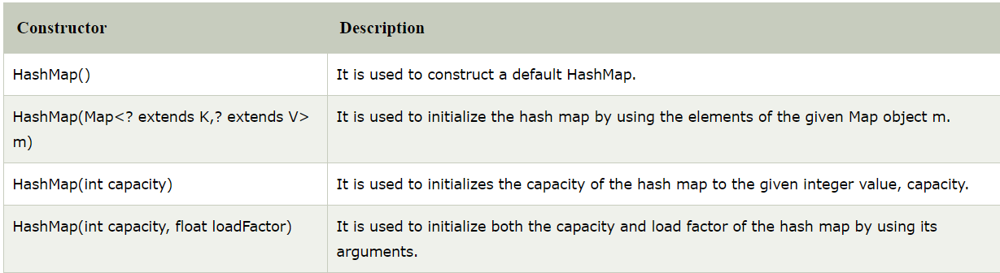 Constructor Description
HashMap() It is used to construct a default HashMap.
HashMap(Map<? extends K,? extends V> It is used to initialize the hash map by using the elements of the given Map object m.
m)
HashMap(int capacity) It is used to initializes the capacity of the hash map to the given integer value, capacity.
HashMap(int capacity, float loadFactor) It is used to initialize both the capacity and load factor of the hash map by using its
arguments.